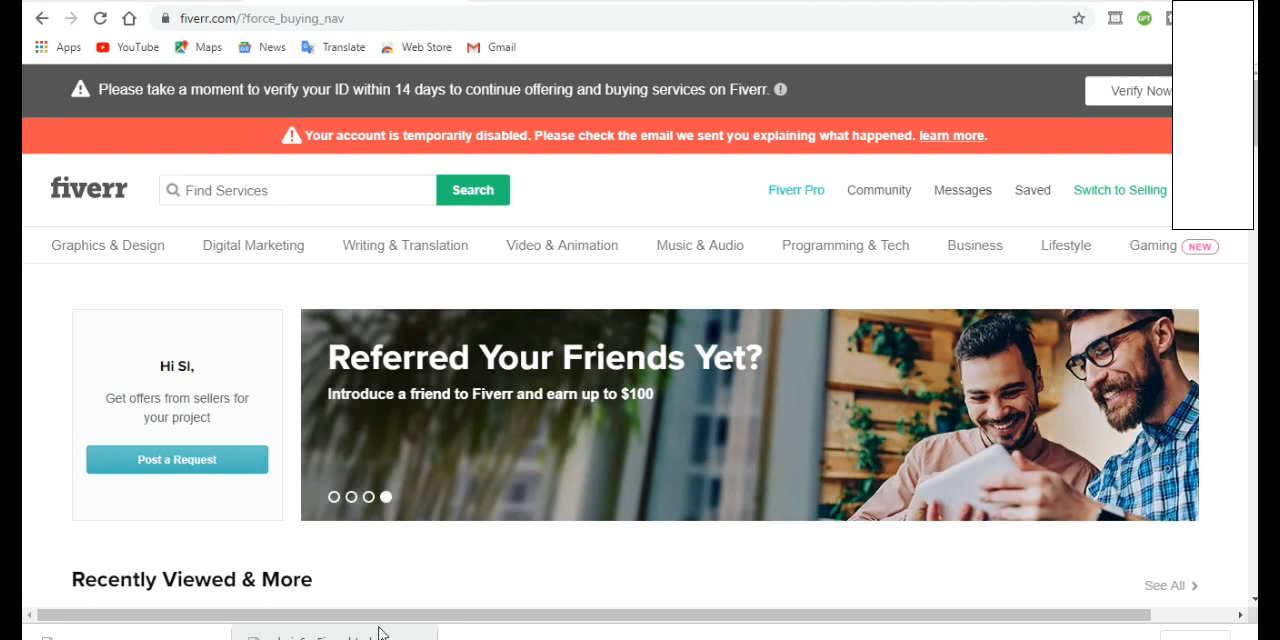 fiverr.com/?force_buying_nav
GPT
Apps YouTube Maps News Translate Web Store Gmail
Please take a moment to verify your ID within 14 days to continue offering and buying services on Fiverr. Verify Now
Your account is temporarily disabled. Please check the email we sent you explaining what happened. learn more.
fiverr Find Services Search Fiverr Pro Community Messages Saved Switch to Selling
Graphics & Design Digital Marketing Writing & Translation Video & Animation Music & Audio Programming & Tech Business Lifestyle Gaming NEW
Hi Sl,
Get offers from sellers for
your project
Post a Request
Referred Your Friends Yet?
Introduce a friend to Fiverr and earn up to $100
Recently Viewed & More
See All